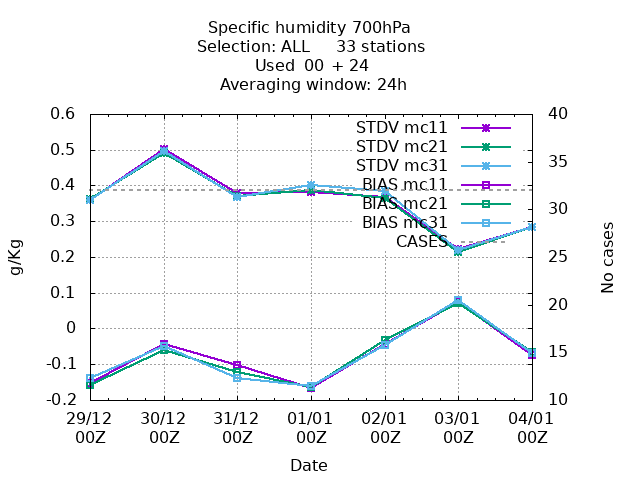 Specific humidity 700hPa
Selection: ALL 33 stations
Used 00 + 24
Averaging window: 24h
0.6
0.5
0.4
0.3
0.2
0.1
0
-0.1
-0.2
g/Kg
40
35
30
25
20
15
10
No cases
STDV mc11
STDV mc21
STDV mc31
BIAS mc11
BIAS mc21
BIAS mc31
CASES
29/12 30/12 31/12 01/01 02/01 03/01 04/01
00Z 00Z 00Z 00Z 00Z 00Z 00Z
Date